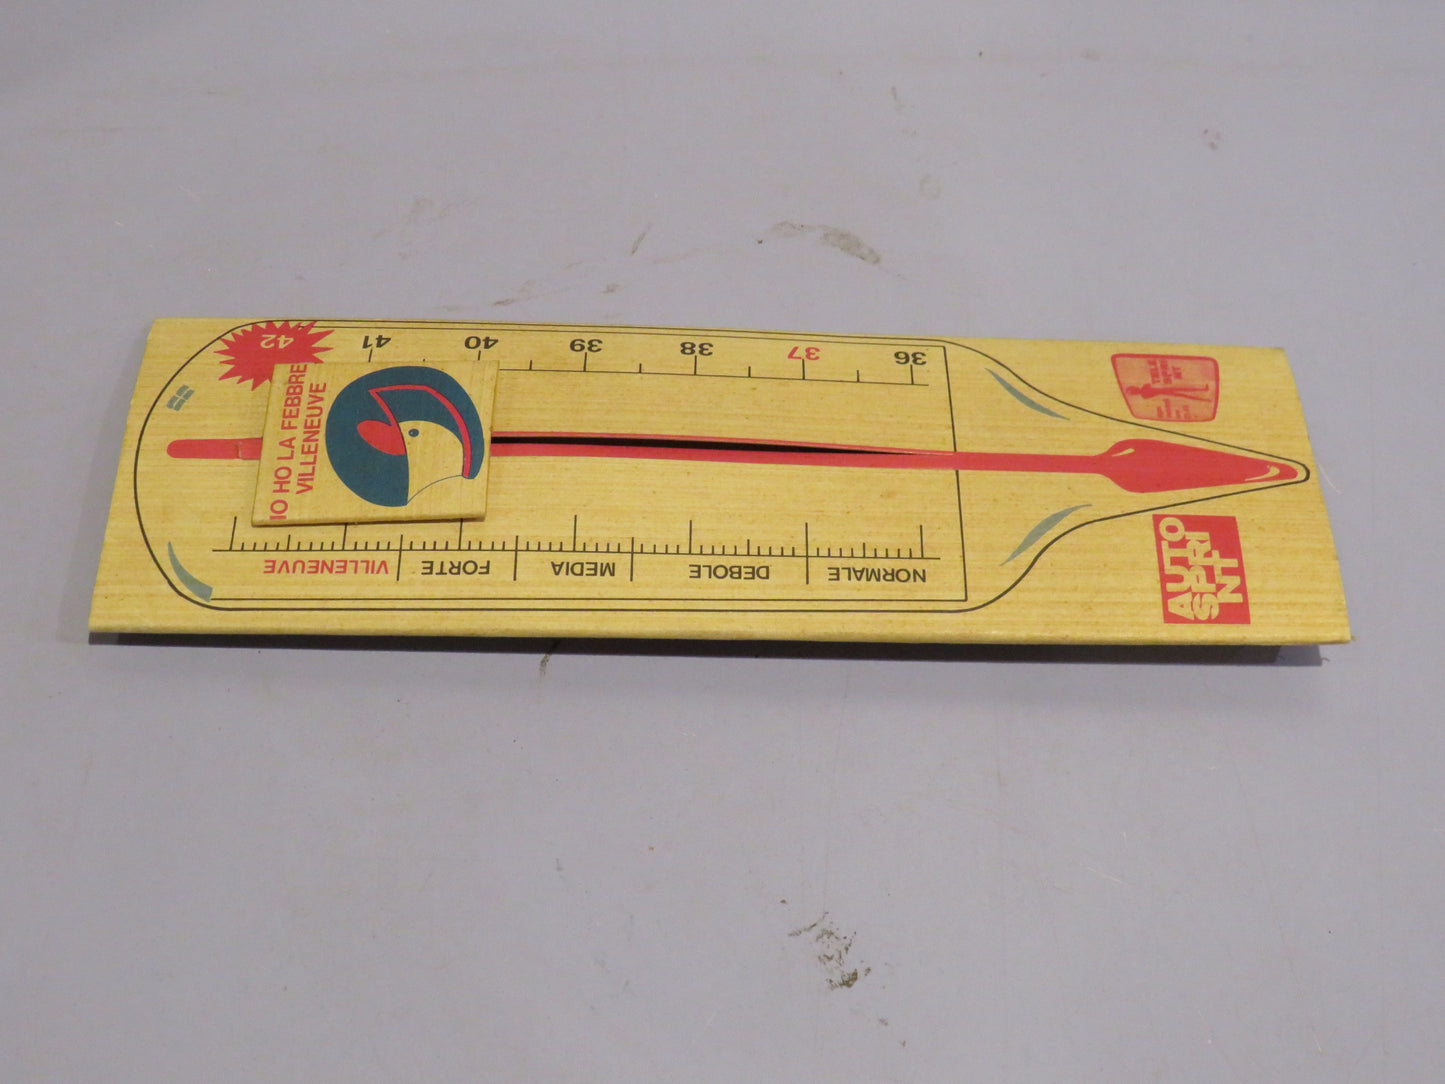 42
41
40
39
38
37
36
IO HO LA FEBBRE
VILLENEUVE
NORMALE
DEBOLE
MEDIA
FORTE
VILLENEUVE
TELE
AUTO
SPRI
NT